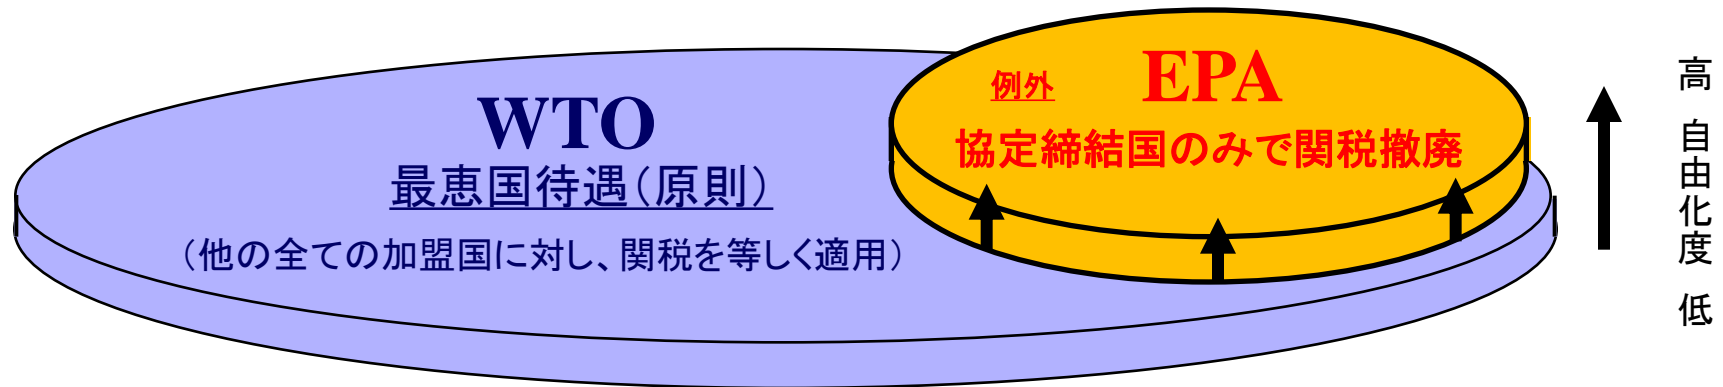 WTO
最恵国待遇（原則）
（他の全ての加盟国に対し、関税を等しく適用）
例外 EPA
協定締結国のみで関税撤廃
高 自由化度 低